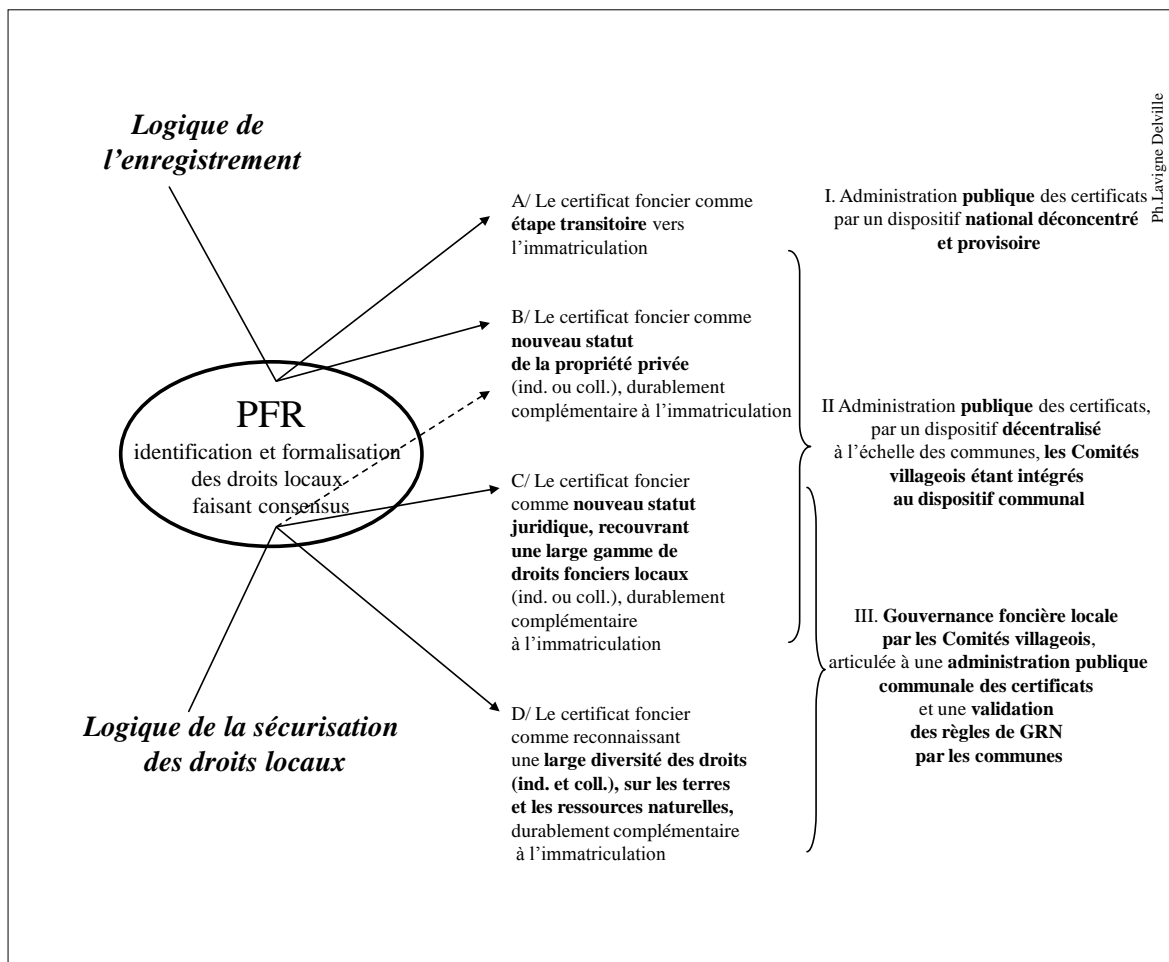 Logique de
l’enregistrement
PFR
identification et formalisation
des droits locaux
faisant consensus
Logique de la sécurisation
des droits locaux
A/ Le certificat foncier comme
étape transitoire vers
l’immatriculation
B/ Le certificat foncier comme
nouveau statut
de la propriété privée
(ind. ou coll.), durablement
complémentaire à l’immatriculation
C/ Le certificat foncier
comme nouveau statut
juridique, recouvrant
une large gamme de
droits fonciers locaux
(ind. ou coll.), durablement
complémentaire
à l’immatriculation
D/ Le certificat foncier
comme reconnaissant
une large diversité des droits
(ind. et coll.), sur les terres
et les ressources naturelles,
durablement complémentaire
à l’immatriculation
I. Administration publique des certificats
par un dispositif national déconcentré
et provisoire
II Administration publique des certificats,
par un dispositif décentralisé
à l’échelle des communes, les Comités
villageois étant intégrés
au dispositif communal
III. Gouvernance foncière locale
par les Comités villageois,
articulée à une administration publique
communale des certificats
et une validation
des règles de GRN
par les communes
Ph.Lavigne Delville